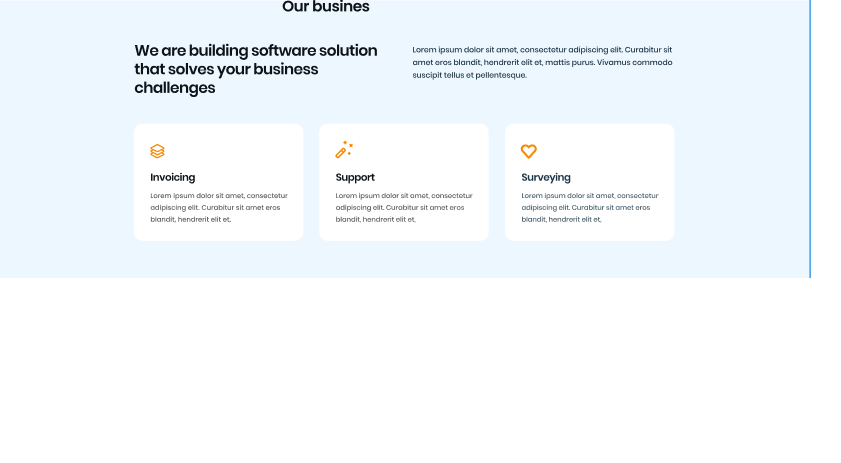 Our busines
We are building software solution
that solves your business
challenges
Lorem ipsum dolor sit amet, consectetur adipiscing elit. Curabitur sit
amet eros blandit, hendrerit elit et, mattis purus. Vivamus commodo
suscipit tellus et pellentesque.
Invoicing
Lorem ipsum dolor sit amet, consectetur
adipiscing elit. Curabitur sit amet eros
blandit, hendrerit elit et,
Support
Lorem ipsum dolor sit amet, consectetur
adipiscing elit. Curabitur sit amet eros
blandit, hendrerit elit et,
Surveying
Lorem ipsum dolor sit amet, consectetur
adipiscing elit. Curabitur sit amet eros
blandit, hendrerit elit et,